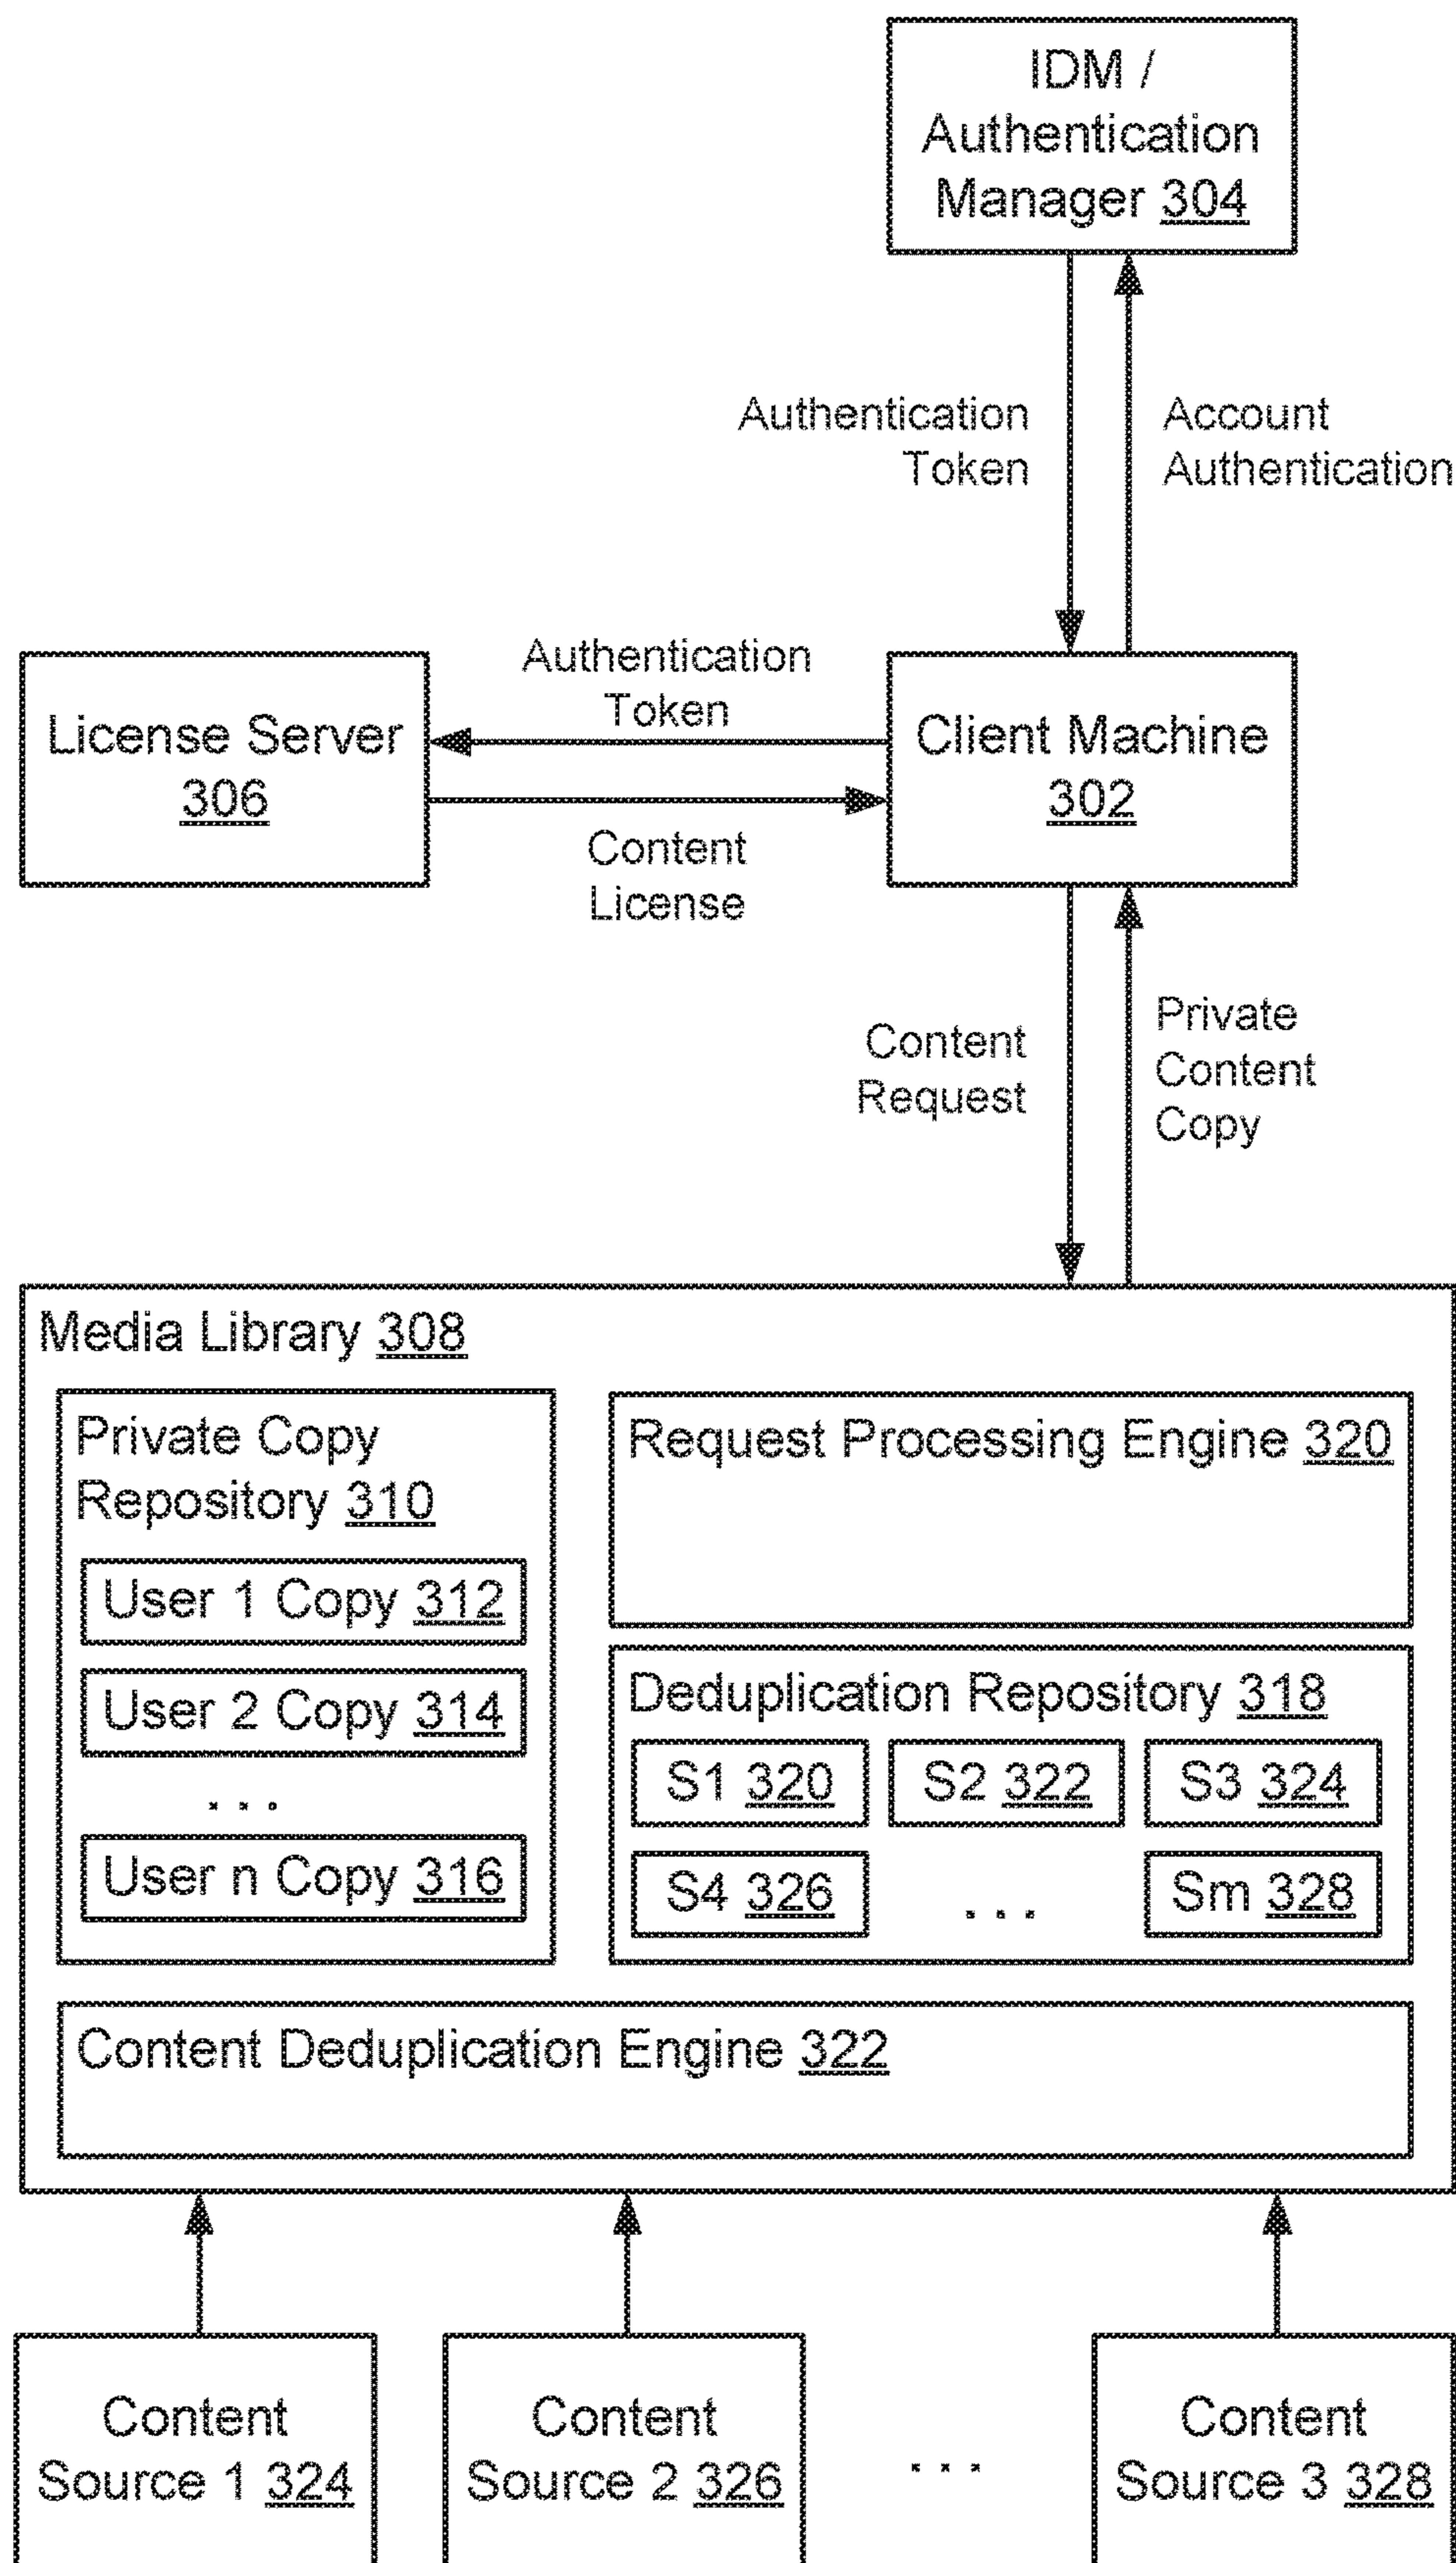 IDM /
Authentication
Manager 304
Authentication
Token
Account
Authentication
License Server
306
Authentication
Token
Content
License
Client Machine
302
Content
Request
Private
Content
Copy
Media Library 308
Private Copy
Repository 310
User 1 Copy 312
User 2 Copy 314
. . .
User n Copy 316
Request Processing Engine 320
Deduplication Repository 318
S1 320
S2 322
S3 324
S4 326
. . .
Sm 328
Content Deduplication Engine 322
Content
Source 1 324
Content
Source 2 326
. . .
Content
Source 3 328